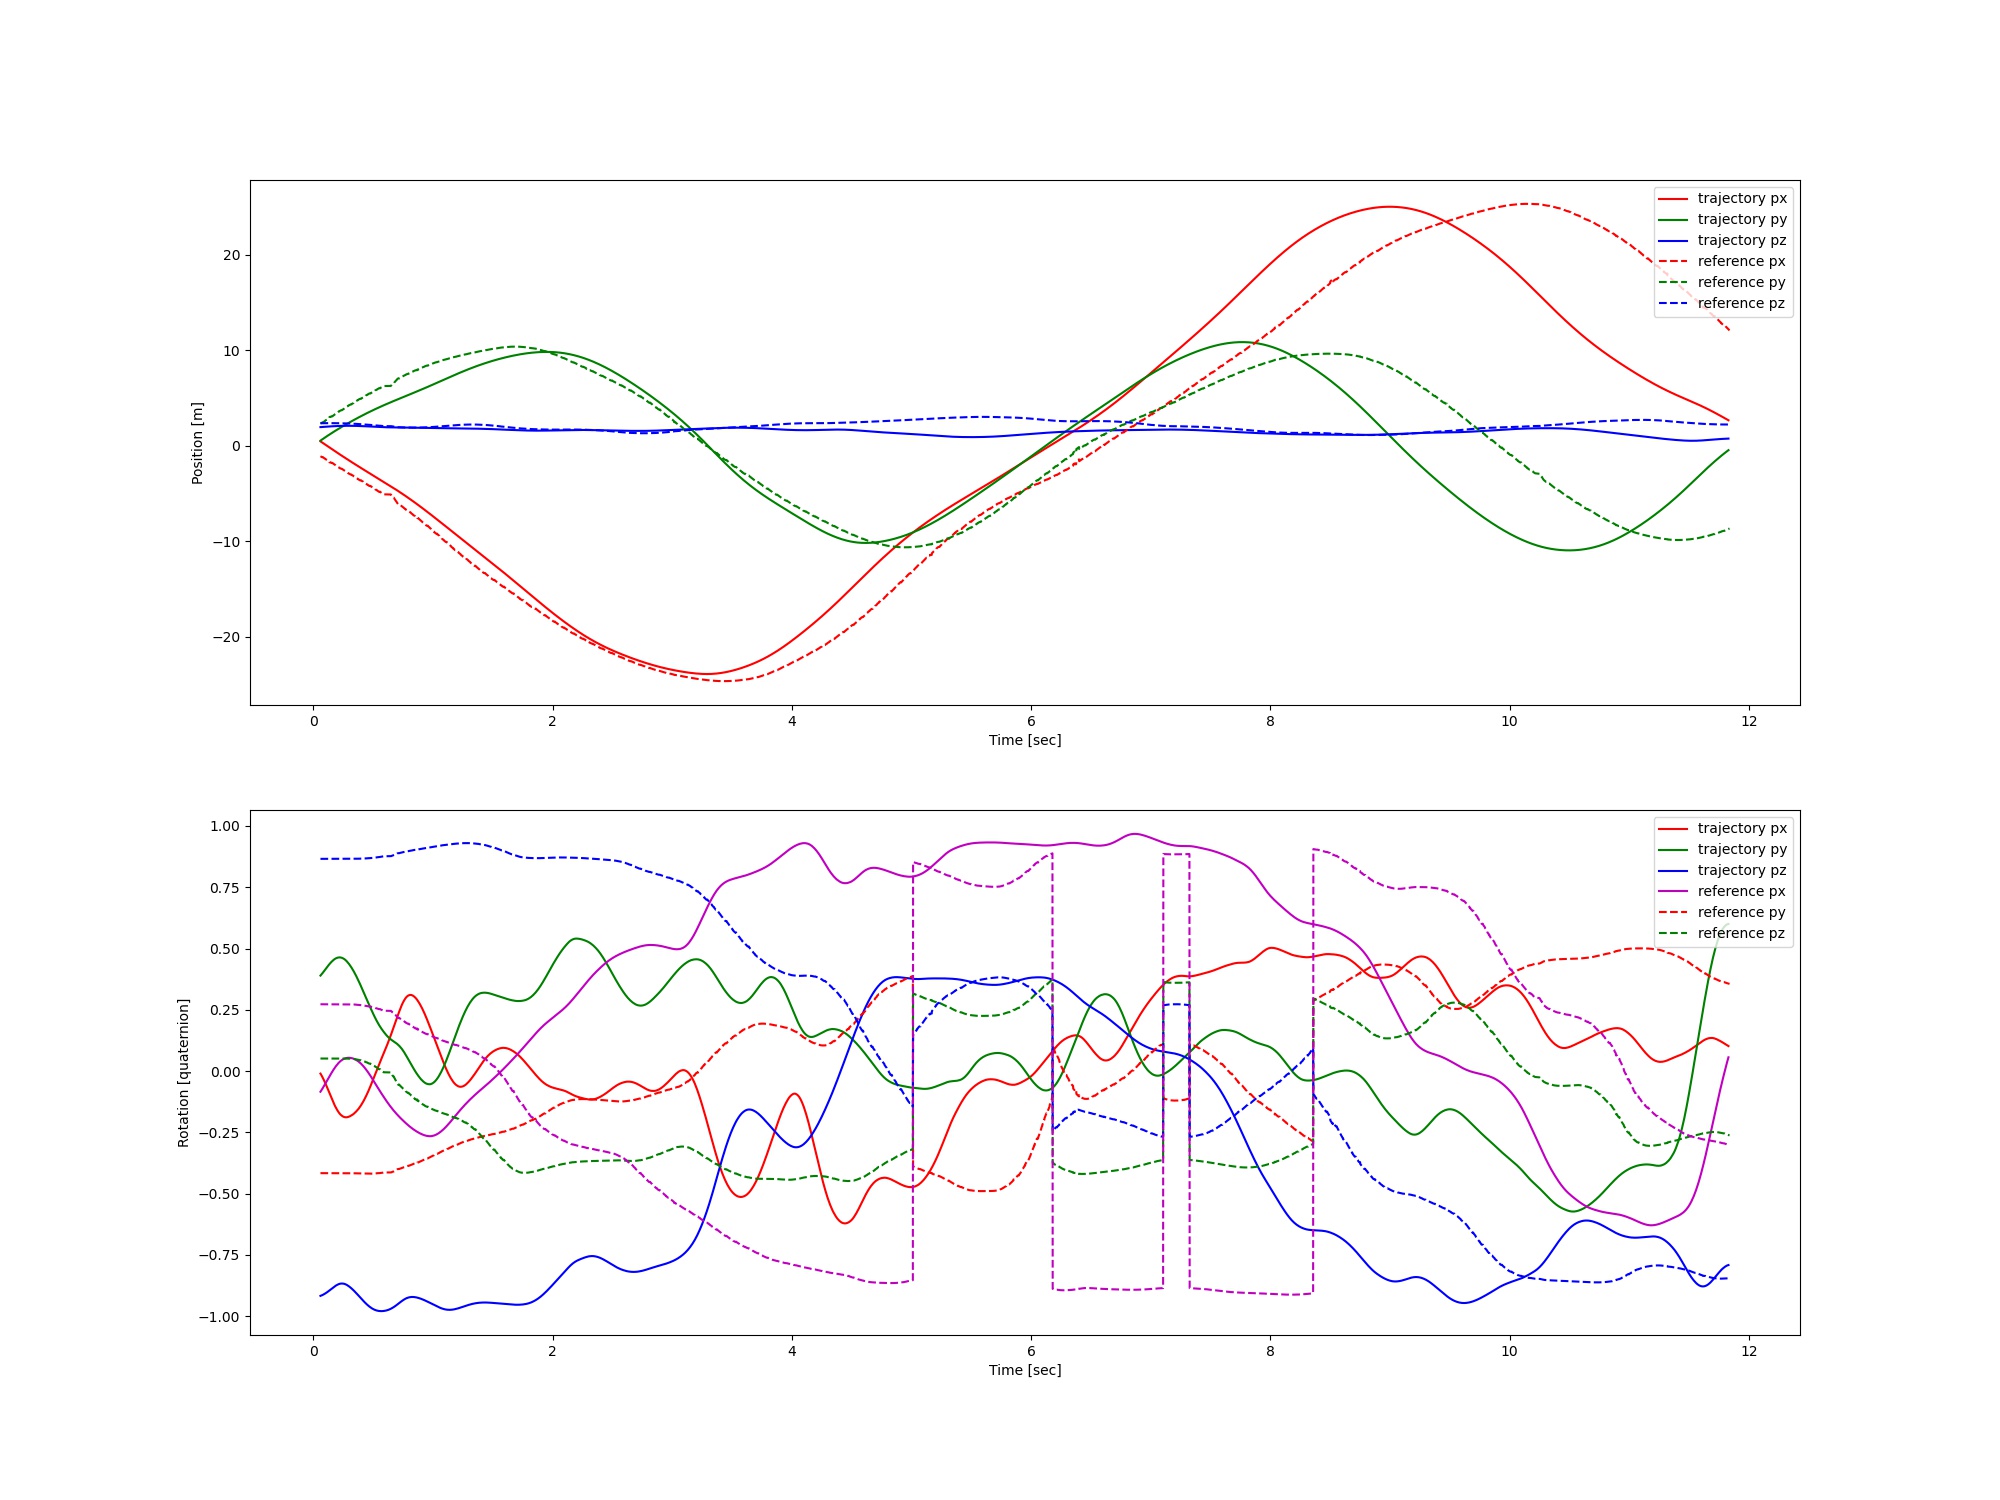 20
10
0
−10
−20
Position [m]
trajectory px
trajectory py
trajectory pz
reference px
reference py
reference pz
0 2 4 6 8 10 12
Time [sec]
1.00
0.75
0.50
0.25
0.00
−0.25
−0.50
−0.75
−1.00
Rotation [quaternion]
trajectory px
trajectory py
trajectory pz
reference px
reference py
reference pz
0 2 4 6 8 10 12
Time [sec]